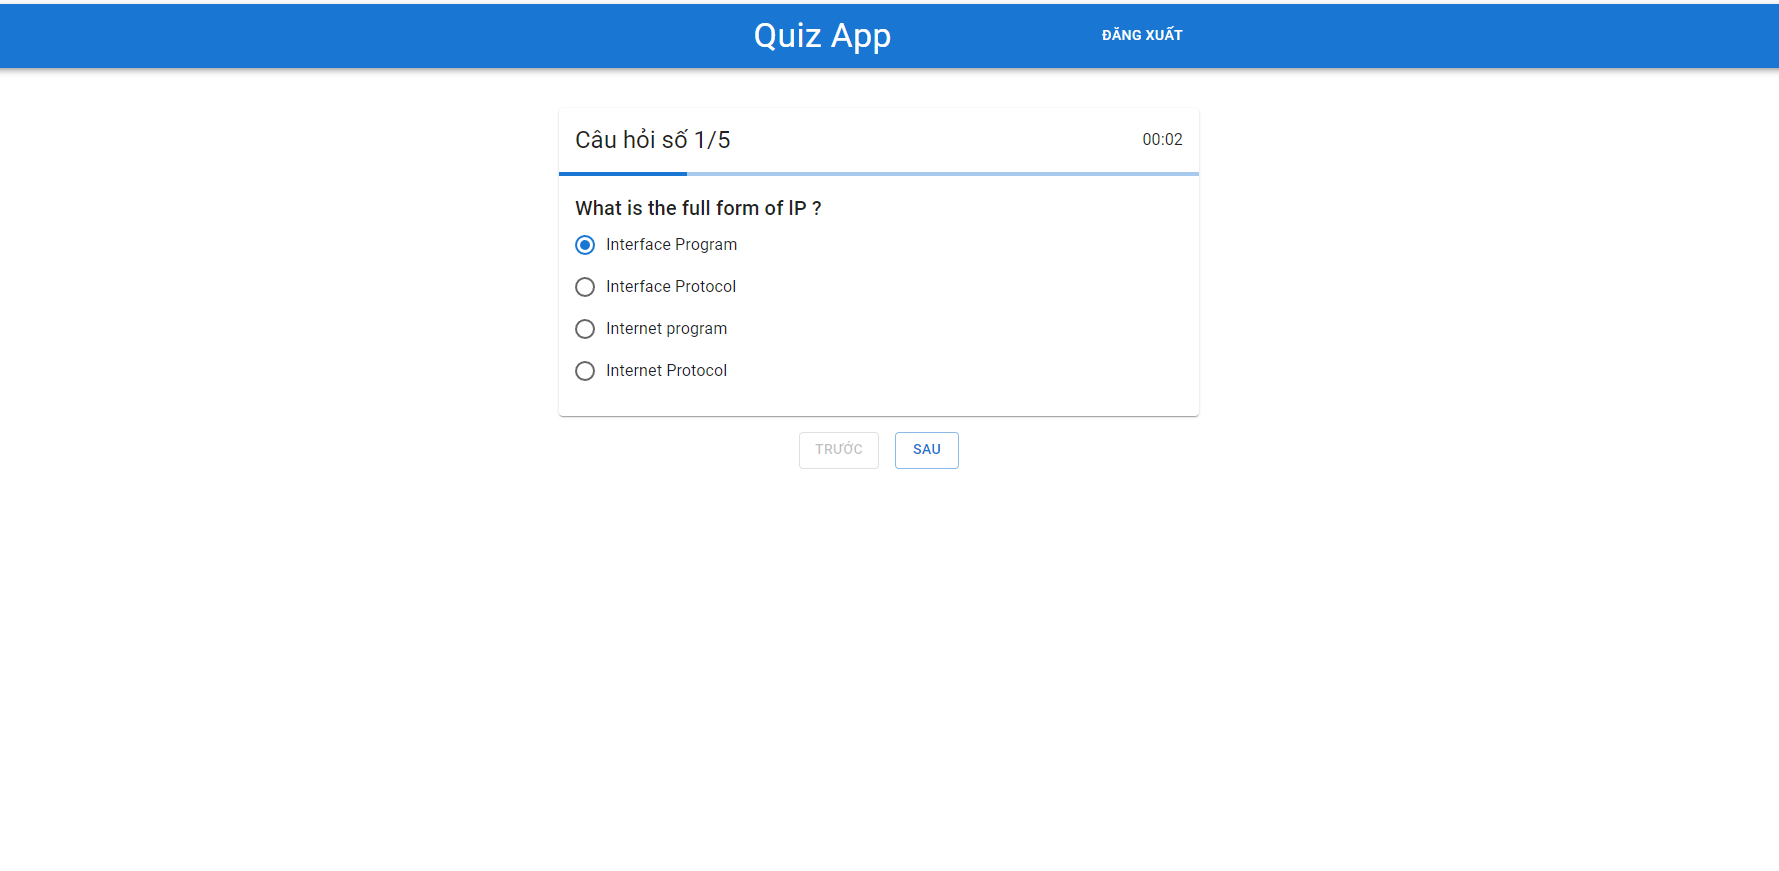 Quiz App
ĐĂNG XUẤT
Câu hỏi số 1/5
00:02
What is the full form of IP ?
Interface Program
Interface Protocol
Internet program
Internet Protocol
TRƯỚC
SAU